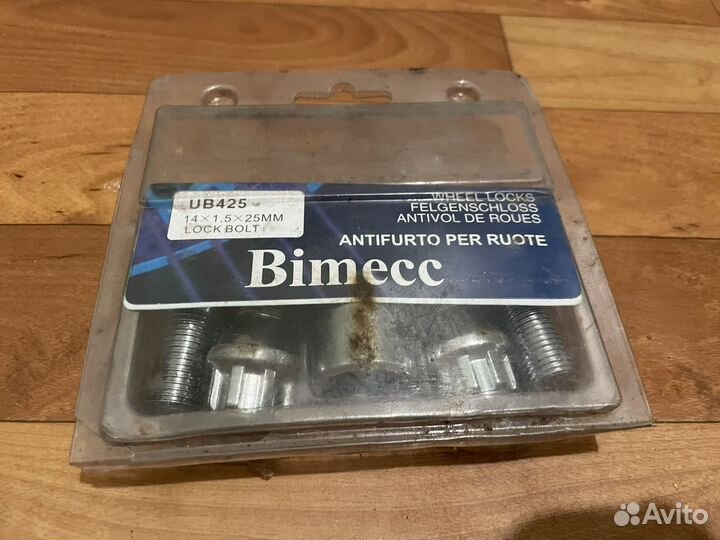 UB425
14×1.5×25MM
LOCK BOLT
WHEEL LOCKS
FELGENSCHLOSS
ANTIVOL DE ROUES
ANTIFURTO PER RUOTE
Bimecc
Avito